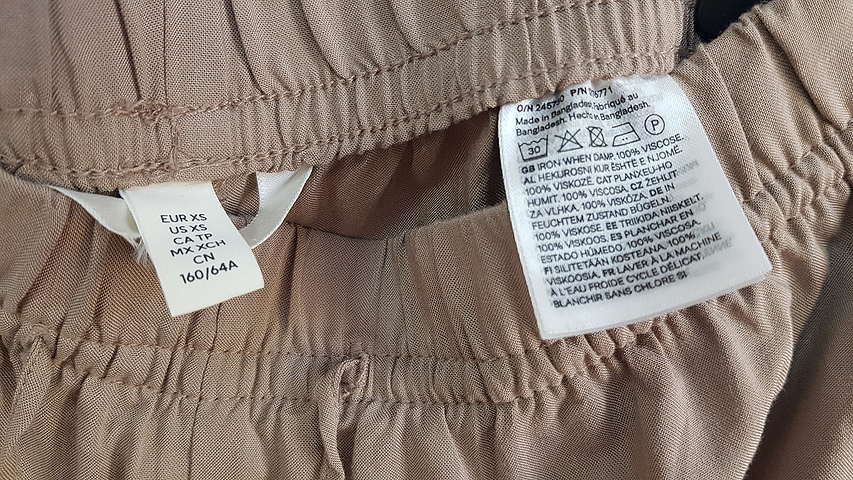 EUR XS
US XS
CA TP
MX XCH
CN
160/64A
O/N 245790 P/N
Made in Bangladesh. Fabriqué au
Bangladesh. Hecho en Bangladesh.
30 P
GB IRON WHEN DAMP. 100% VISCOSE.
AL HEKUROSNI KUR ËSHTË E NJOMË.
100% VISKOZË. CAT PLANXEU-HO
HUMIT. 100% VISCOSA. CZ ŽEHLIT
ZA VLHKA. 100% VISKÓZA. DE IN
FEUCHTEM ZUSTAND BÜGELN.
100% VISKOSE. EE TRIIKIDA NIISKELT.
100% VISKOOS. ES PLANCHAR EN
ESTADO HÚMEDO. 100% VISCOSA.
FI SILITETÄÄN KOSTEANA. 100%
VISKOOSIA. FR LAVER À LA MACHINE
À L'EAU FROIDE CYCLE DÉLICAT.
BLANCHIR SANS CHLORE SI